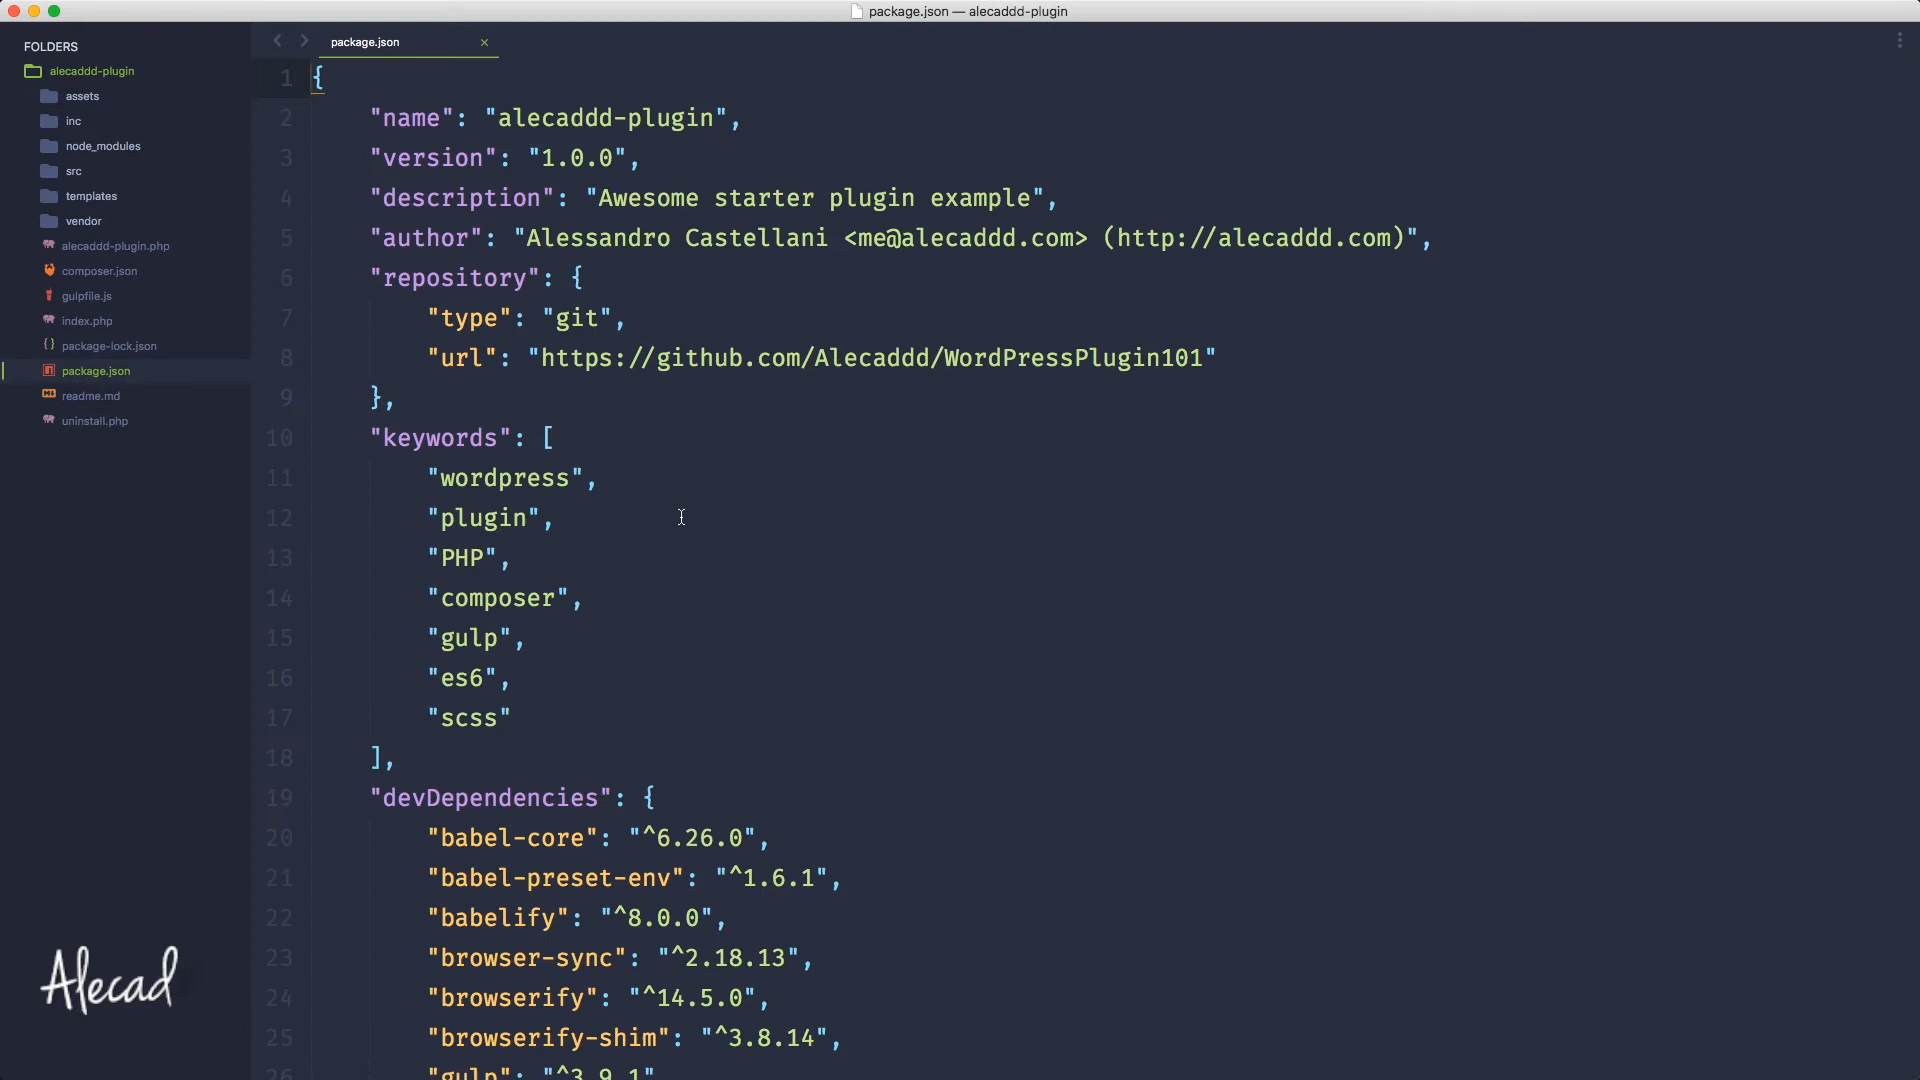 package.json — alecaddd-plugin
FOLDERS
alecaddd-plugin
assets
inc
node_modules
src
templates
vendor
alecaddd-plugin.php
composer.json
gulpfile.js
index.php
package-lock.json
package.json
readme.md
uninstall.php
Alecad
package.json ×
1 {
2 "name": "alecaddd-plugin",
3 "version": "1.0.0",
4 "description": "Awesome starter plugin example",
5 "author": "Alessandro Castellani <me@alecaddd.com> (http://alecaddd.com)",
6 "repository": {
7 "type": "git",
8 "url": "https://github.com/Alecaddd/WordPressPlugin101"
9 },
10 "keywords": [
11 "wordpress",
12 "plugin",
13 "PHP",
14 "composer",
15 "gulp",
16 "es6",
17 "scss"
18 ],
19 "devDependencies": {
20 "babel-core": "^6.26.0",
21 "babel-preset-env": "^1.6.1",
22 "babelify": "^8.0.0",
23 "browser-sync": "^2.18.13",
24 "browserify": "^14.5.0",
25 "browserify-shim": "^3.8.14",
26 "gulp": "^3.9.1"